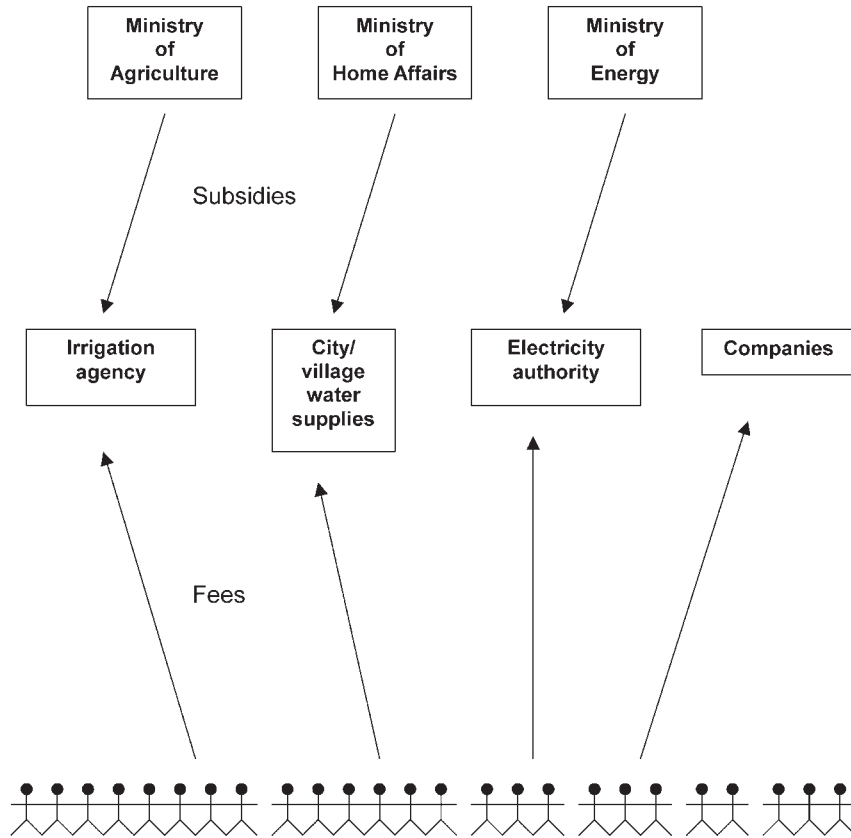 Ministry
of
Agriculture
Ministry
of
Home Affairs
Ministry
of
Energy
Subsidies
Irrigation
agency
City/
village
water
supplies
Electricity
authority
Companies
Fees